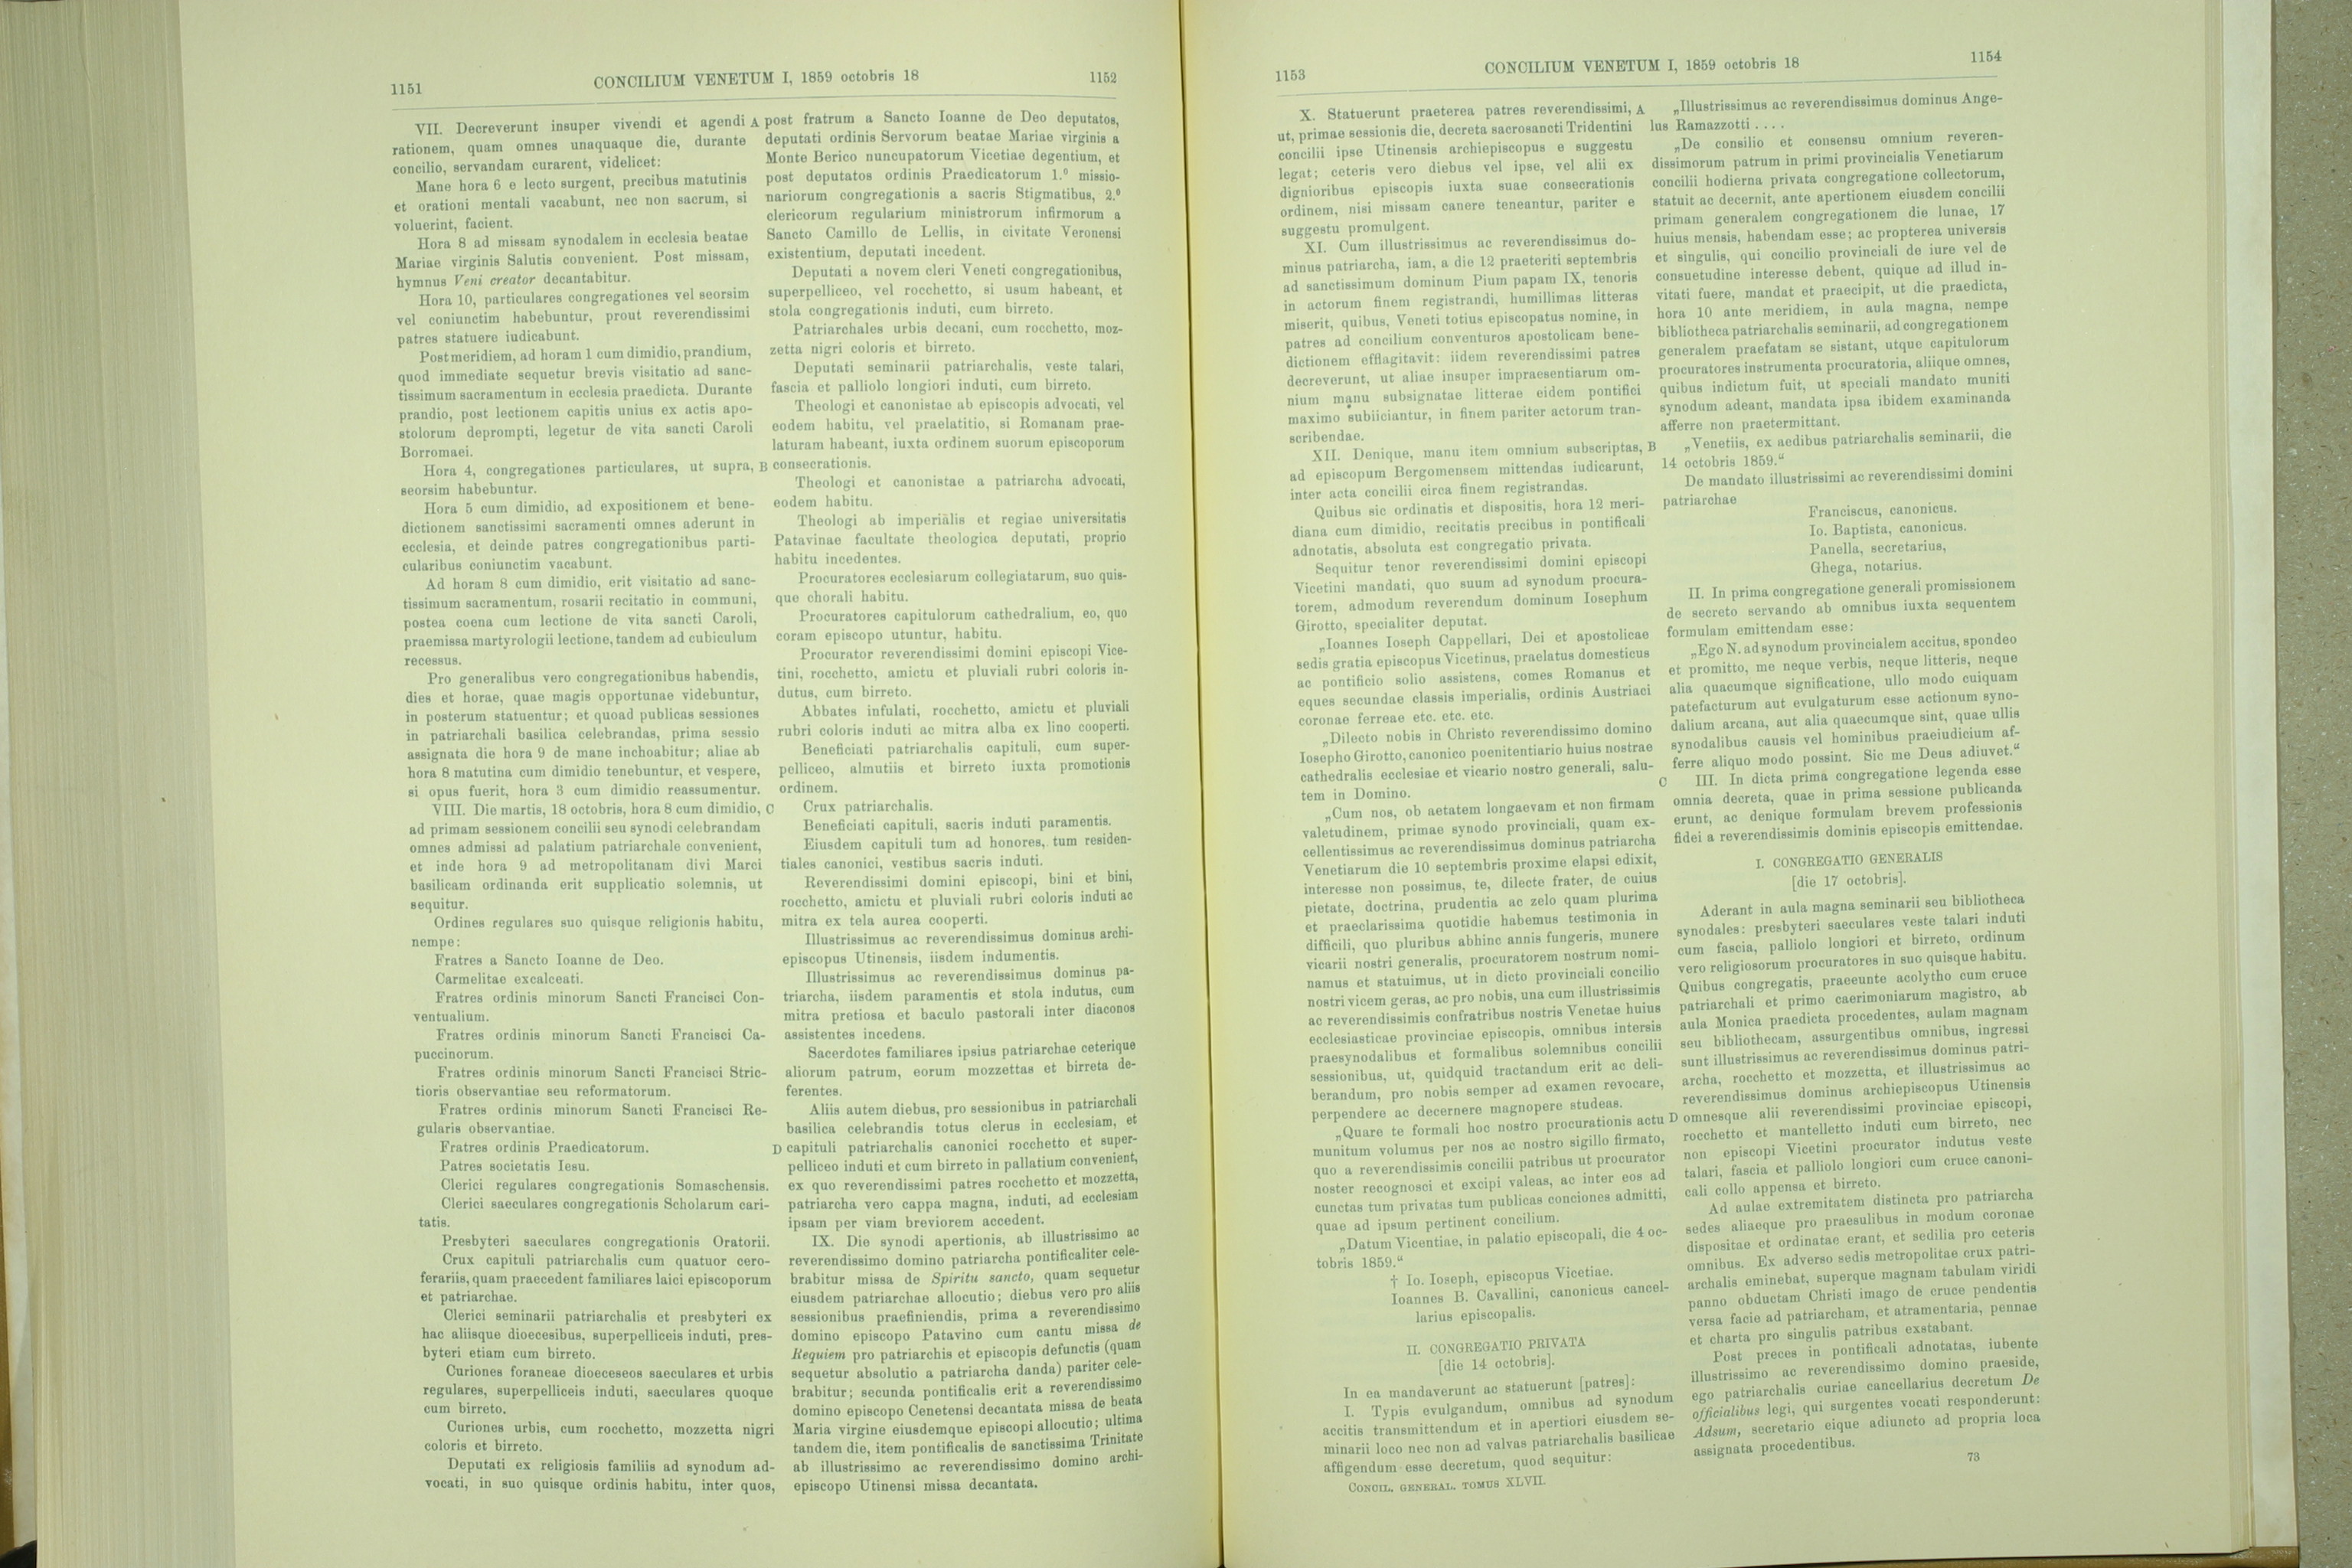 1151
CONCILIUM VENETUM I, 1859 octobris 18
1152
VII. Decreverunt insuper vivendi et agendi
rationem, quam omnes unaquaque die, durante
concilio, servandam curarent, videlicet:
Mane hora 6 e lecto surgent, precibus matutinis
et orationi mentali vacabunt, nec non sacrum, si
voluerint, facient.
Hora 8 ad missam synodalem in ecclesia beatae
Mariae virginis Salutis convenient. Post missam,
hymnus Veni creator decantabitur.
Hora 10, particulares congregationes vel seorsim
vel coniunctim habebuntur, prout reverendissimi
patres statuere iudicabunt.
Post meridiem, ad horam 1 cum dimidio, prandium,
quod immediate sequetur brevis visitatio ad sanc-
tissimum sacramentum in ecclesia praedicta. Durante
prandio, post lectionem capitis unius ex actis apo-
stolorum deprompti, legetur de vita sancti Caroli
Borromaei.
Hora 4, congregationes particulares, ut supra,
seorsim habebuntur.
Hora 5 cum dimidio, ad expositionem et bene-
dictionem sanctissimi sacramenti omnes aderunt in
ecclesia, et deinde patres congregationibus parti-
cularibus coniunctim vacabunt.
Ad horam 8 cum dimidio, erit visitatio ad sanc-
tissimum sacramentum, rosarii recitatio in communi,
postea coena cum lectione de vita sancti Caroli,
praemissa martyrologii lectione, tandem ad cubiculum
recessus.
Pro generalibus vero congregationibus habendis,
dies et horae, quae magis opportunae videbuntur,
in posterum statuentur; et quoad publicas sessiones
in patriarchali basilica celebrandas, prima sessio
assignata die hora 9 de mane inchoabitur; aliae ab
hora 8 matutina cum dimidio tenebuntur, et vespere,
si opus fuerit, hora 3 cum dimidio reassumentur.
VIII. Die martis, 18 octobris, hora 8 cum dimidio,
ad primam sessionem concilii seu synodi celebrandam
omnes admissi ad palatium patriarchale convenient,
et inde hora 9 ad metropolitanam divi Marci
basilicam ordinanda erit supplicatio solemnis, ut
sequitur.
Ordines regulares suo quisque religionis habitu,
nempe:
Fratres a Sancto Ioanne de Deo.
Carmelitae excalceati.
Fratres ordinis minorum Sancti Francisci Con-
ventualium.
Fratres ordinis minorum Sancti Francisci Ca-
puccinorum.
Fratres ordinis minorum Sancti Francisci Stric-
tioris observantiae seu reformatorum.
Fratres ordinis minorum Sancti Francisci Re-
gularis observantiae.
Fratres ordinis Praedicatorum.
Patres societatis Iesu.
Clerici regulares congregationis Somaschensis.
Clerici saeculares congregationis Scholarum cari-
tatis.
Presbyteri saeculares congregationis Oratorii.
Crux capituli patriarchalis cum quatuor cero-
ferariis, quam praecedent familiares laici episcoporum
et patriarchae.
Clerici seminarii patriarchalis et presbyteri ex
hac aliisque dioecesibus, superpelliceis induti, pres-
byteri etiam cum birreto.
Curiones foraneae dioeceseos saeculares et urbis
regulares, superpelliceis induti, saeculares quoque
cum birreto.
Curiones urbis, cum rocchetto, mozzetta nigri
coloris et birreto.
Deputati ex religiosis familiis ad synodum ad-
vocati, in suo quisque ordinis habitu, inter quos,
A
B
C
D
post fratrum a Sancto Ioanne de Deo deputatos,
deputati ordinis Servorum beatae Mariae virginis a
Monte Berico nuncupatorum Vicetiae degentium, et
post deputatos ordinis Praedicatorum 1.º missio-
nariorum congregationis a sacris Stigmatibus, 2.º
clericorum regularium ministrorum infirmorum a
Sancto Camillo de Lellis, in civitate Veronensi
existentium, deputati incedent.
Deputati a novem cleri Veneti congregationibus,
superpelliceo, vel rocchetto, si usum habeant, et
stola congregationis induti, cum birreto.
Patriarchales urbis decani, cum rocchetto, moz-
zetta nigri coloris et birreto.
Deputati seminarii patriarchalis, veste talari,
fascia et palliolo longiori induti, cum birreto.
Theologi et canonistae ab episcopis advocati, vel
eodem habitu, vel praelatitio, si Romanam prae-
laturam habeant, iuxta ordinem suorum episcoporum
consecrationis.
Theologi et canonistae a patriarcha advocati,
eodem habitu.
Theologi ab imperialis et regiae universitatis
Patavinae facultate theologica deputati, proprio
habitu incedentes.
Procuratores ecclesiarum collegiatarum, suo quis-
que chorali habitu.
Procuratores capitulorum cathedralium, eo, quo
coram episcopo utuntur, habitu.
Procurator reverendissimi domini episcopi Vice-
tini, rocchetto, amictu et pluviali rubri coloris in-
dutus, cum birreto.
Abbates infulati, rocchetto, amictu et pluviali
rubri coloris induti ac mitra alba ex lino cooperti.
Beneficiati patriarchalis capituli, cum super-
pelliceo, almutiis et birreto iuxta promotionis
ordinem.
Crux patriarchalis.
Beneficiati capituli, sacris induti paramentis.
Eiusdem capituli tum ad honores, tum residen-
tiales canonici, vestibus sacris induti.
Reverendissimi domini episcopi, bini et bini,
rocchetto, amictu et pluviali rubri coloris induti ac
mitra ex tela aurea cooperti.
Illustrissimus ac reverendissimus dominus archi-
episcopus Utinensis, iisdem indumentis.
Illustrissimus ac reverendissimus dominus pa-
triarcha, iisdem paramentis et stola indutus, cum
mitra pretiosa et baculo pastorali inter diaconos
assistentes incedens.
Sacerdotes familiares ipsius patriarchae ceterique
aliorum patrum, eorum mozzettas et birreta de-
ferentes.
Aliis autem diebus, pro sessionibus in patriarchali
basilica celebrandis totus clerus in ecclesiam, et
capituli patriarchalis canonici rocchetto et super-
pelliceo induti et cum birreto in pallatium convenient,
ex quo reverendissimi patres rocchetto et mozzetta,
patriarcha vero cappa magna, induti, ad ecclesiam
ipsam per viam breviorem accedent.
IX. Die synodi apertionis, ab illustrissimo ac
reverendissimo domino patriarcha pontificaliter cele-
brabitur missa de Spiritu sancto, quam sequetur
eiusdem patriarchae allocutio; diebus vero pro aliis
sessionibus praefiniendis, prima a reverendissimo
domino episcopo Patavino cum cantu missa de
Requiem pro patriarchis et episcopis defunctis (quam
sequetur absolutio a patriarcha danda) pariter cele-
brabitur; secunda pontificalis erit a reverendissimo
domino episcopo Cenetensi decantata missa de beata
Maria virgine eiusdemque episcopi allocutio; ultima
tandem die, item pontificalis de sanctissima Trinitate
ab illustrissimo ac reverendissimo domino archi-
episcopo Utinensi missa decantata.
1153
CONCILIUM VENETUM I, 1859 octobris 18
1154
X. Statuerunt praeterea patres reverendissimi,
ut, primae sessionis die, decreta sacrosancti Tridentini
concilii ipse Utinensis archiepiscopus e suggestu
legat; ceteris vero diebus vel ipse, vel alii ex
dignioribus episcopis iuxta suae consecrationis
ordinem, nisi missam canere teneantur, pariter e
suggestu promulgent.
XI. Cum illustrissimus ac reverendissimus do-
minus patriarcha, iam, a die 12 praeteriti septembris
ad sanctissimum dominum Pium papam IX, tenoris
in actorum finem registrandi, humillimas litteras
miserit, quibus, Veneti totius episcopatus nomine, in
patres ad concilium conventuros apostolicam bene-
dictionem efflagitavit: iidem reverendissimi patres
decreverunt, ut aliae insuper impraesentiarum om-
nium manu subsignatae litterae eidem pontifici
maximo subiiciantur, in finem pariter actorum tran-
scribendae.
XII. Denique, manu item omnium subscriptas,
ad episcopum Bergomensem mittendas iudicarunt,
inter acta concilii circa finem registrandas.
Quibus sic ordinatis et dispositis, hora 12 meri-
diana cum dimidio, recitatis precibus in pontificali
adnotatis, absoluta est congregatio privata.
Sequitur tenor reverendissimi domini episcopi
Vicetini mandati, quo suum ad synodum procura-
torem, admodum reverendum dominum Iosephum
Girotto, specialiter deputat.
„Ioannes Ioseph Cappellari, Dei et apostolicae
sedis gratia episcopus Vicetinus, praelatus domesticus
ac pontificio solio assistens, comes Romanus et
eques secundae classis imperialis, ordinis Austriaci
coronae ferreae etc. etc. etc.
„Dilecto nobis in Christo reverendissimo domino
Iosepho Girotto, canonico poenitentiario huius nostrae
cathedralis ecclesiae et vicario nostro generali, salu-
tem in Domino.
„Cum nos, ob aetatem longaevam et non firmam
valetudinem, primae synodo provinciali, quam ex-
cellentissimus ac reverendissimus dominus patriarcha
Venetiarum die 10 septembris proxime elapsi edixit,
interesse non possimus, te, dilecte frater, de cuius
pietate, doctrina, prudentia ac zelo quam plurima
et praeclarissima quotidie habemus testimonia in
difficili, quo pluribus abhinc annis fungeris, munere
vicarii nostri generalis, procuratorem nostrum nomi-
namus et statuimus, ut in dicto provinciali concilio
nostri vicem geras, ac pro nobis, una cum illustrissimis
ac reverendissimis confratribus nostris Venetae huius
ecclesiasticae provinciae episcopis, omnibus intersis
praesynodalibus et formalibus solemnibus concilii
sessionibus, ut, quidquid tractandum erit ac deli-
berandum, pro nobis semper ad examen revocare,
perpendere ac decernere magnopere studeas.
„Quare te formali hoc nostro procurationis actu
munitum volumus per nos ac nostro sigillo firmato,
quo a reverendissimis concilii patribus ut procurator
noster recognosci et excipi valeas, ac inter eos ad
cunctas tum privatas tum publicas conciones admitti,
quae ad ipsum pertinent concilium.
„Datum Vicentiae, in palatio episcopali, die 4 oc-
tobris 1859.“
† Io. Ioseph, episcopus Vicetiae.
Ioannes B. Cavallini, canonicus cancel-
larius episcopalis.
II. CONGREGATIO PRIVATA
[die 14 octobris].
In ea mandaverunt ac statuerunt [patres]:
I. Typis evulgandum, omnibus ad synodum
accitis transmittendum et in apertiori eiusdem se-
minarii loco nec non ad valvas patriarchalis basilicae
affigendum esse decretum, quod sequitur:
CONCIL. GENERAL. TOMUS XLVII.
A
B
C
D
„Illustrissimus ac reverendissimus dominus Ange-
lus Ramazzotti . . . .
„De consilio et consensu omnium reveren-
dissimorum patrum in primi provincialis Venetiarum
concilii hodierna privata congregatione collectorum,
statuit ac decernit, ante apertionem eiusdem concilii
primam generalem congregationem die lunae, 17
huius mensis, habendam esse; ac propterea universis
et singulis, qui concilio provinciali de iure vel de
consuetudine interesse debent, quique ad illud in-
vitati fuere, mandat et praecipit, ut die praedicta,
hora 10 ante meridiem, in aula magna, nempe
bibliotheca patriarchalis seminarii, ad congregationem
generalem praefatam se sistant, utque capitulorum
procuratores instrumenta procuratoria, aliique omnes,
quibus indictum fuit, ut speciali mandato muniti
synodum adeant, mandata ipsa ibidem examinanda
afferre non praetermittant.
„Venetiis, ex aedibus patriarchalis seminarii, die
14 octobris 1859.“
De mandato illustrissimi ac reverendissimi domini
patriarchae
Franciscus, canonicus.
Io. Baptista, canonicus.
Panella, secretarius,
Ghega, notarius.
II. In prima congregatione generali promissionem
de secreto servando ab omnibus iuxta sequentem
formulam emittendam esse:
„Ego N. ad synodum provincialem accitus, spondeo
et promitto, me neque verbis, neque litteris, neque
alia quacumque significatione, ullo modo cuiquam
patefacturum aut evulgaturum esse actionum syno-
dalium arcana, aut alia quaecumque sint, quae ullis
synodalibus causis vel hominibus praeiudicium af-
ferre aliquo modo possint. Sic me Deus adiuvet.“
III. In dicta prima congregatione legenda esse
omnia decreta, quae in prima sessione publicanda
erunt, ac denique formulam brevem professionis
fidei a reverendissimis dominis episcopis emittendae.
I. CONGREGATIO GENERALIS
[die 17 octobris].
Aderant in aula magna seminarii seu bibliotheca
synodales: presbyteri saeculares veste talari induti
cum fascia, palliolo longiori et birreto, ordinum
vero religiosorum procuratores in suo quisque habitu.
Quibus congregatis, praeeunte acolytho cum cruce
patriarchali et primo caerimoniarum magistro, ab
aula Monica praedicta procedentes, aulam magnam
seu bibliothecam, assurgentibus omnibus, ingressi
sunt illustrissimus ac reverendissimus dominus patri-
archa, rocchetto et mozzetta, et illustrissimus ac
reverendissimus dominus archiepiscopus Utinensis
omnesque alii reverendissimi provinciae episcopi,
rocchetto et mantelletto induti cum birreto, nec
non episcopi Vicetini procurator indutus veste
talari, fascia et palliolo longiori cum cruce canoni-
cali collo appensa et birreto.
Ad aulae extremitatem distincta pro patriarcha
sedes aliaeque pro praesulibus in modum coronae
dispositae et ordinatae erant, et sedilia pro ceteris
omnibus. Ex adverso sedis metropolitae crux patri-
archalis eminebat, superque magnam tabulam viridi
panno obductam Christi imago de cruce pendentis
versa facie ad patriarcham, et atramentaria, pennae
et charta pro singulis patribus exstabant.
Post preces in pontificali adnotatas, iubente
illustrissimo ac reverendissimo domino praeside,
ego patriarchalis curiae cancellarius decretum De
officialibus legi, qui surgentes vocati responderunt:
Adsum, secretario eique adiuncto ad propria loca
assignata procedentibus.
73